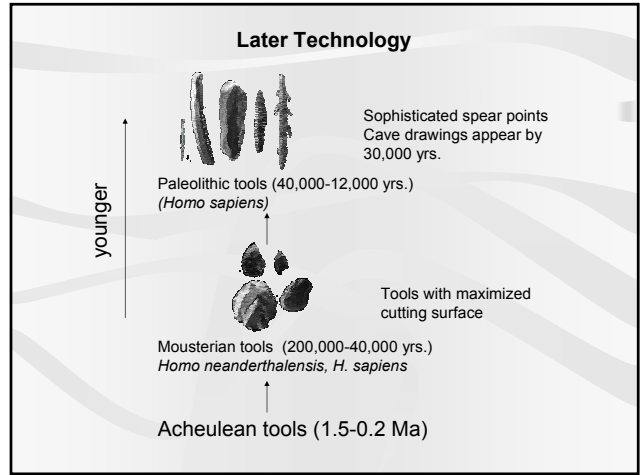 Later Technology
Sophisticated spear points
Cave drawings appear by
30,000 yrs.
Paleolithic tools (40,000-12,000 yrs.)
(Homo sapiens)
younger
Tools with maximized
cutting surface
Mousterian tools (200,000-40,000 yrs.)
Homo neanderthalensis, H. sapiens
Acheulean tools (1.5-0.2 Ma)